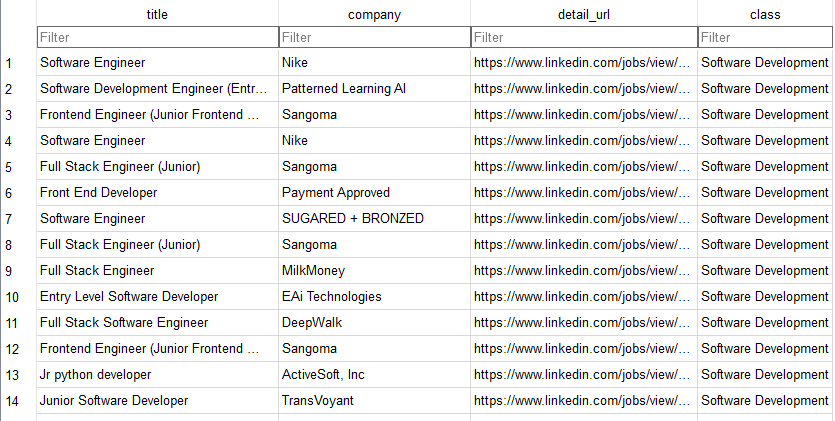 title company detail_url class
Filter Filter Filter Filter
1 Software Engineer Nike https://www.linkedin.com/jobs/view/... Software Development
2 Software Development Engineer (Entr... Patterned Learning AI https://www.linkedin.com/jobs/view/... Software Development
3 Frontend Engineer (Junior Frontend ... Sangoma https://www.linkedin.com/jobs/view/... Software Development
4 Software Engineer Nike https://www.linkedin.com/jobs/view/... Software Development
5 Full Stack Engineer (Junior) Sangoma https://www.linkedin.com/jobs/view/... Software Development
6 Front End Developer Payment Approved https://www.linkedin.com/jobs/view/... Software Development
7 Software Engineer SUGARED + BRONZED https://www.linkedin.com/jobs/view/... Software Development
8 Full Stack Engineer (Junior) Sangoma https://www.linkedin.com/jobs/view/... Software Development
9 Full Stack Engineer MilkMoney https://www.linkedin.com/jobs/view/... Software Development
10 Entry Level Software Developer EAi Technologies https://www.linkedin.com/jobs/view/... Software Development
11 Full Stack Software Engineer DeepWalk https://www.linkedin.com/jobs/view/... Software Development
12 Frontend Engineer (Junior Frontend ... Sangoma https://www.linkedin.com/jobs/view/... Software Development
13 Jr python developer ActiveSoft, Inc https://www.linkedin.com/jobs/view/... Software Development
14 Junior Software Developer TransVoyant https://www.linkedin.com/jobs/view/... Software Development